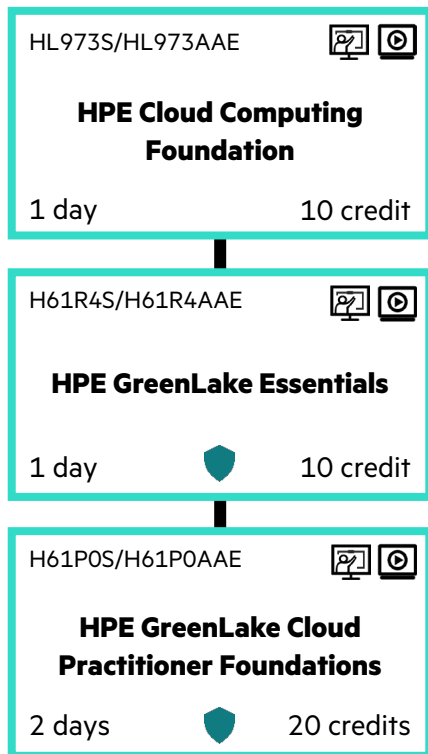 HL973S/HL973AAE
HPE Cloud Computing
Foundation
1 day 10 credit
H61R4S/H61R4AAE
HPE GreenLake Essentials
1 day 10 credit
H61P0S/H61P0AAE
HPE GreenLake Cloud
Practitioner Foundations
2 days 20 credits